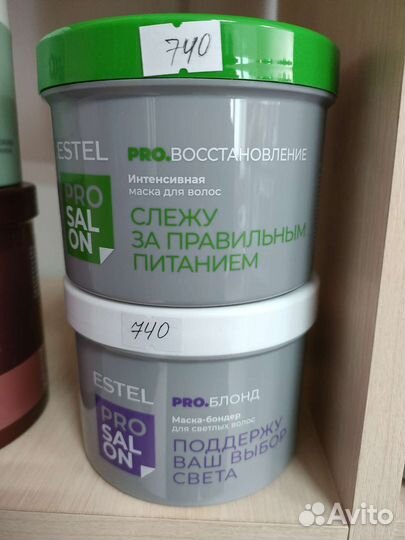 740
ESTEL
PRO.ВОССТАНОВЛЕНИЕ
Интенсивная
маска для волос
PRO
SAL
ON
СЛЕЖУ
ЗА ПРАВИЛЬНЫМ
ПИТАНИЕМ
740
ESTEL
PRO.БЛОНД
Маска-бондер
для светлых волос
PRO
SAL
ON
ПОДДЕРЖУ
ВАШ ВЫБОР
СВЕТА
Avito